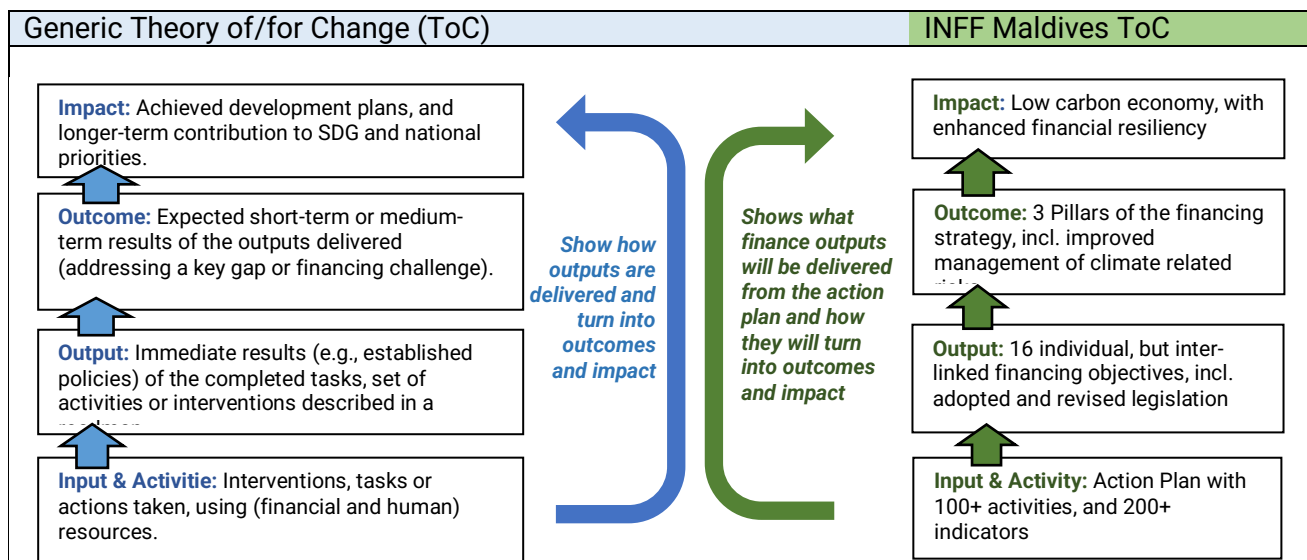 Generic Theory of/for Change (ToC)
INFF Maldives ToC
Impact: Achieved development plans, and
longer-term contribution to SDG and national
priorities.
Outcome: Expected short-term or medium-
term results of the outputs delivered
(addressing a key gap or financing challenge).
Output: Immediate results (e.g., established
policies) of the completed tasks, set of
activities or interventions described in a
Input & Activitie: Interventions, tasks or
actions taken, using (financial and human)
resources.
Show how
outputs are
delivered and
turn into
outcomes
and impact
Shows what
finance outputs
will be delivered
from the action
plan and how
they will turn
into outcomes
and impact
Impact: Low carbon economy, with
enhanced financial resiliency
Outcome: 3 Pillars of the financing
strategy, incl. improved
management of climate related
Output: 16 individual, but inter-
linked financing objectives, incl.
adopted and revised legislation
Input & Activity: Action Plan with
100+ activities, and 200+
indicators